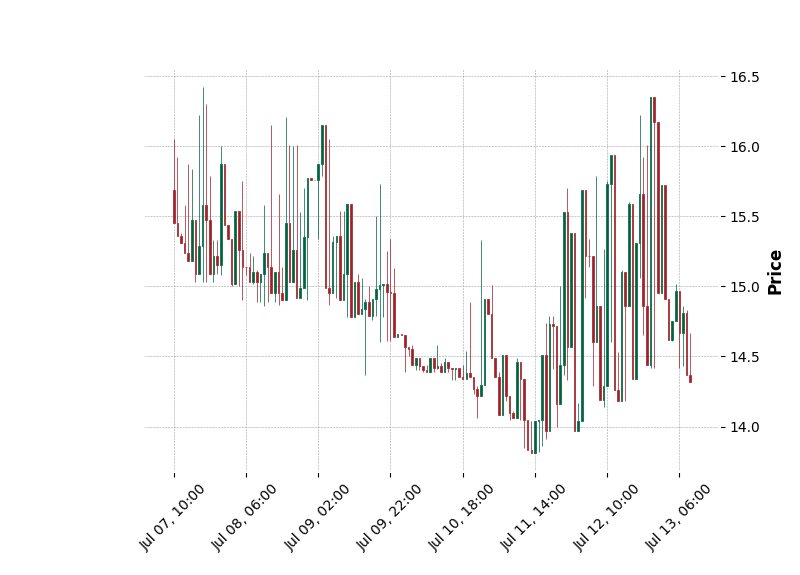 16.5
16.0
15.5
15.0
14.5
14.0
Price
Jul 07, 10:00
Jul 08, 06:00
Jul 09, 02:00
Jul 09, 22:00
Jul 10, 18:00
Jul 11, 14:00
Jul 12, 10:00
Jul 13, 06:00